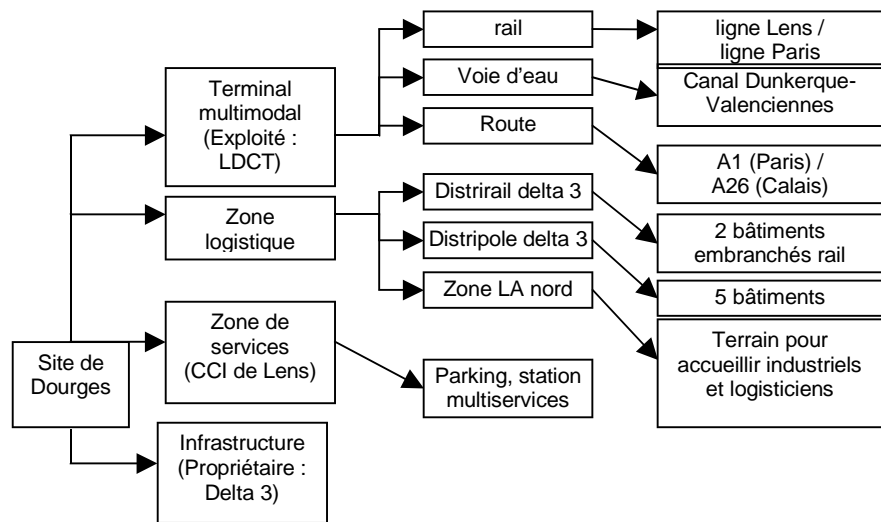 rail
ligne Lens /
ligne Paris
Terminal
multimodal
(Exploité :
LDCT)
Voie d'eau
Canal Dunkerque-
Valenciennes
Route
A1 (Paris) /
A26 (Calais)
Zone
logistique
Distrirail delta 3
2 bâtiments
embranchés rail
Distripole delta 3
5 bâtiments
Zone LA nord
Terrain pour
accueillir industriels
et logisticiens
Site de
Dourges
Zone de
services
(CCI de Lens)
Parking, station
multiservices
Infrastructure
(Propriétaire :
Delta 3)